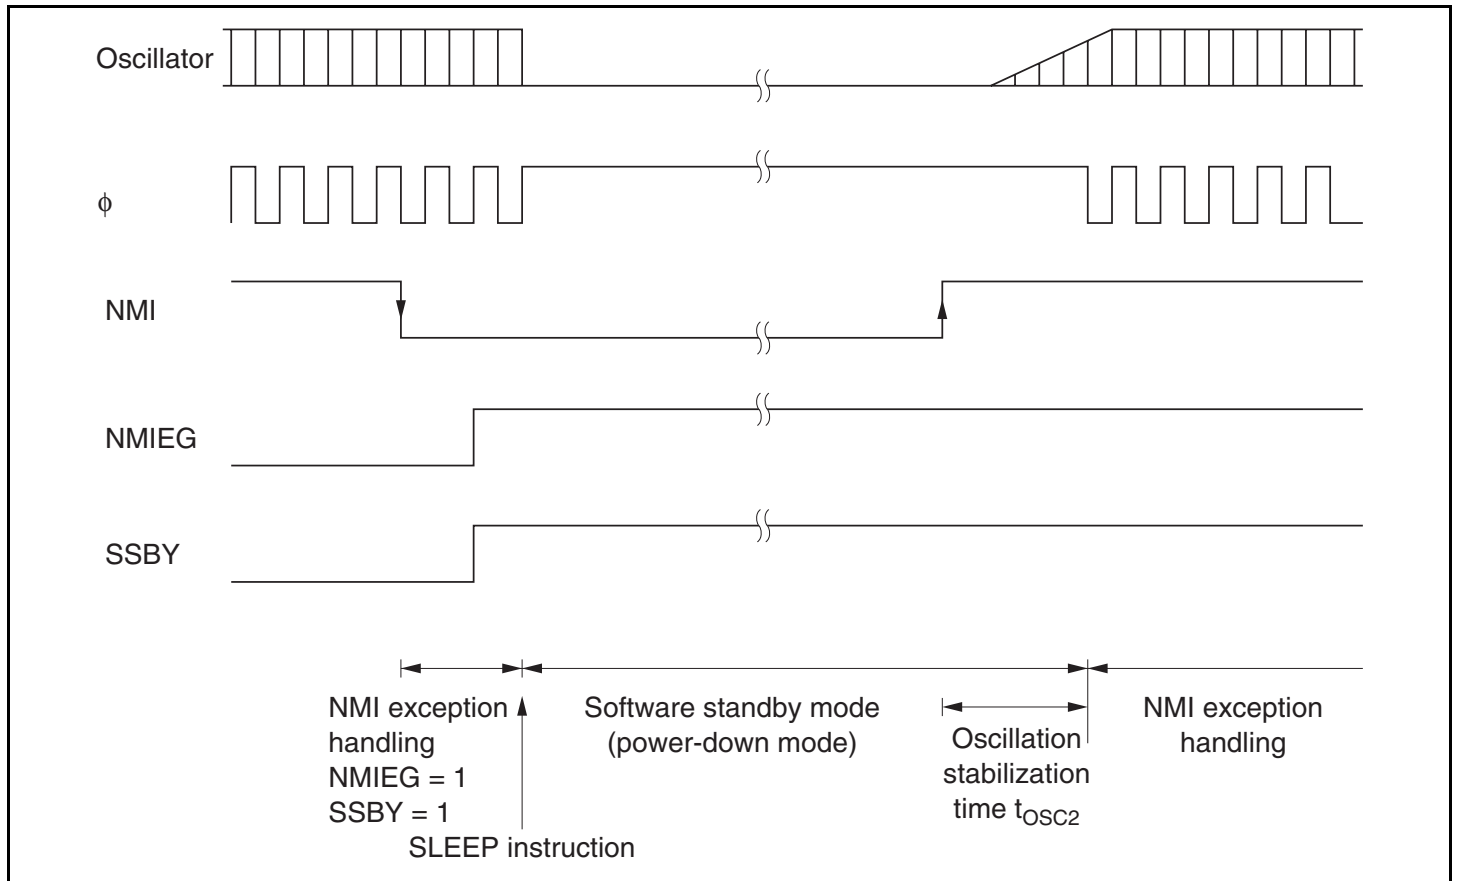 Oscillator
ϕ
NMI
NMIEG
SSBY
NMI exception
handling
NMIEG = 1
SSBY = 1
SLEEP instruction
Software standby mode
(power-down mode)
Oscillation
stabilization
time tOSC2
NMI exception
handling